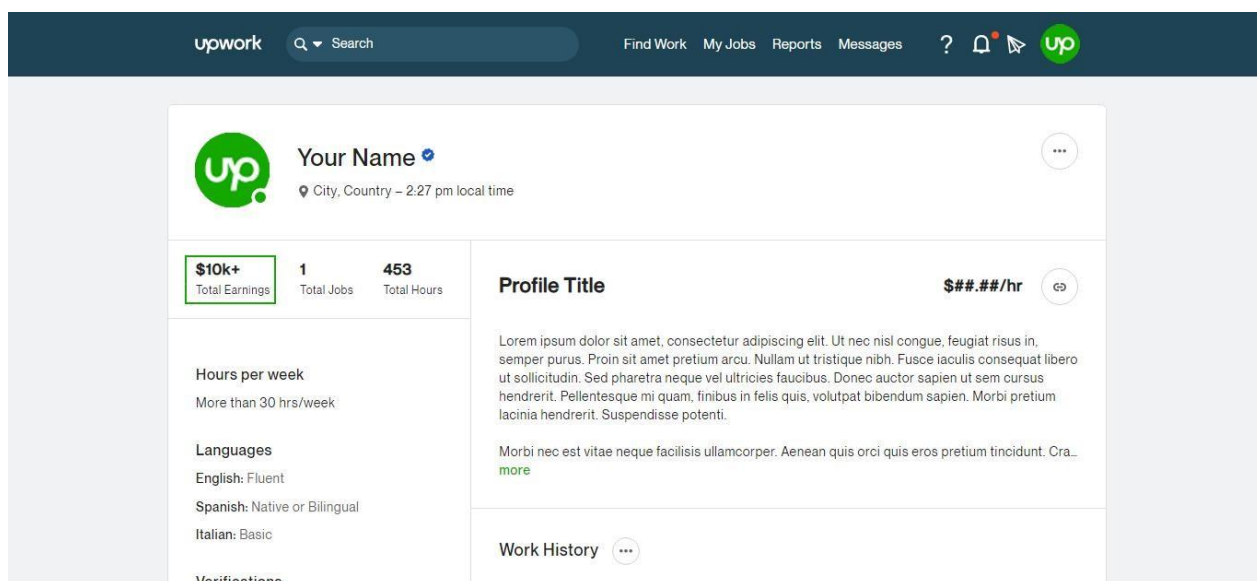 upwork
Search
Find Work My Jobs Reports Messages ?
up
up
Your Name
City, Country – 2:27 pm local time
$10k+ 1 453
Total Earnings Total Jobs Total Hours
Hours per week
More than 30 hrs/week
Languages
English: Fluent
Spanish: Native or Bilingual
Italian: Basic
Verifications
Profile Title $##.##/hr
Lorem ipsum dolor sit amet, consectetur adipiscing elit. Ut nec nisl congue, feugiat risus in,
semper purus. Proin sit amet pretium arcu. Nullam ut tristique nibh. Fusce iaculis consequat libero
ut sollicitudin. Sed pharetra neque vel ultricies faucibus. Donec auctor sapien ut sem cursus
hendrerit. Pellentesque mi quam, finibus in felis quis, volutpat bibendum sapien. Morbi pretium
lacinia hendrerit. Suspendisse potenti.
Morbi nec est vitae neque facilisis ullamcorper. Aenean quis orci quis eros pretium tincidunt. Cra...
more
Work History